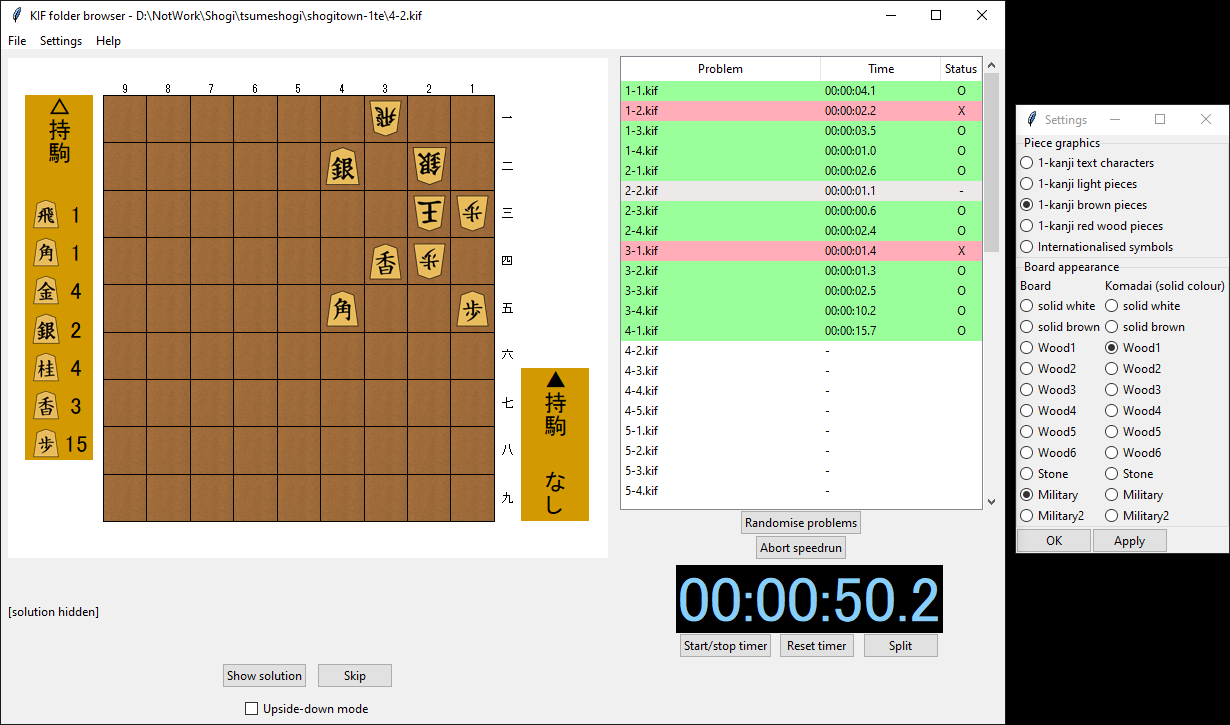 KIF folder browser - D:\NotWork\Shogi\tsumeshogi\shogitown-1te\4-2.kif
File Settings Help
9 8 7 6 5 4 3 2 1
△持駒
飛 1
角 1
金 4
銀 2
桂 4
香 3
歩 15
飛 一
銀 銀 二
王 歩 三
香 歩 四
角 歩 五
六
七
八
九
▲持駒 なし
Problem Time Status
1-1.kif 00:00:04.1 O
1-2.kif 00:00:02.2 X
1-3.kif 00:00:03.5 O
1-4.kif 00:00:01.0 O
2-1.kif 00:00:02.6 O
2-2.kif 00:00:01.1 -
2-3.kif 00:00:00.6 O
2-4.kif 00:00:02.4 O
3-1.kif 00:00:01.4 X
3-2.kif 00:00:01.3 O
3-3.kif 00:00:02.5 O
3-4.kif 00:00:10.2 O
4-1.kif 00:00:15.7 O
4-2.kif -
4-3.kif -
4-4.kif -
4-5.kif -
5-1.kif -
5-2.kif -
5-3.kif -
5-4.kif -
Randomise problems
Abort speedrun
00:00:50.2
Start/stop timer Reset timer Split
[solution hidden]
Show solution Skip
Upside-down mode
Settings
Piece graphics
1-kanji text characters
1-kanji light pieces
1-kanji brown pieces
1-kanji red wood pieces
Internationalised symbols
Board appearance
Board Komadai (solid colour)
solid white solid white
solid brown solid brown
Wood1 Wood1
Wood2 Wood2
Wood3 Wood3
Wood4 Wood4
Wood5 Wood5
Wood6 Wood6
Stone Stone
Military Military
Military2 Military2
OK Apply